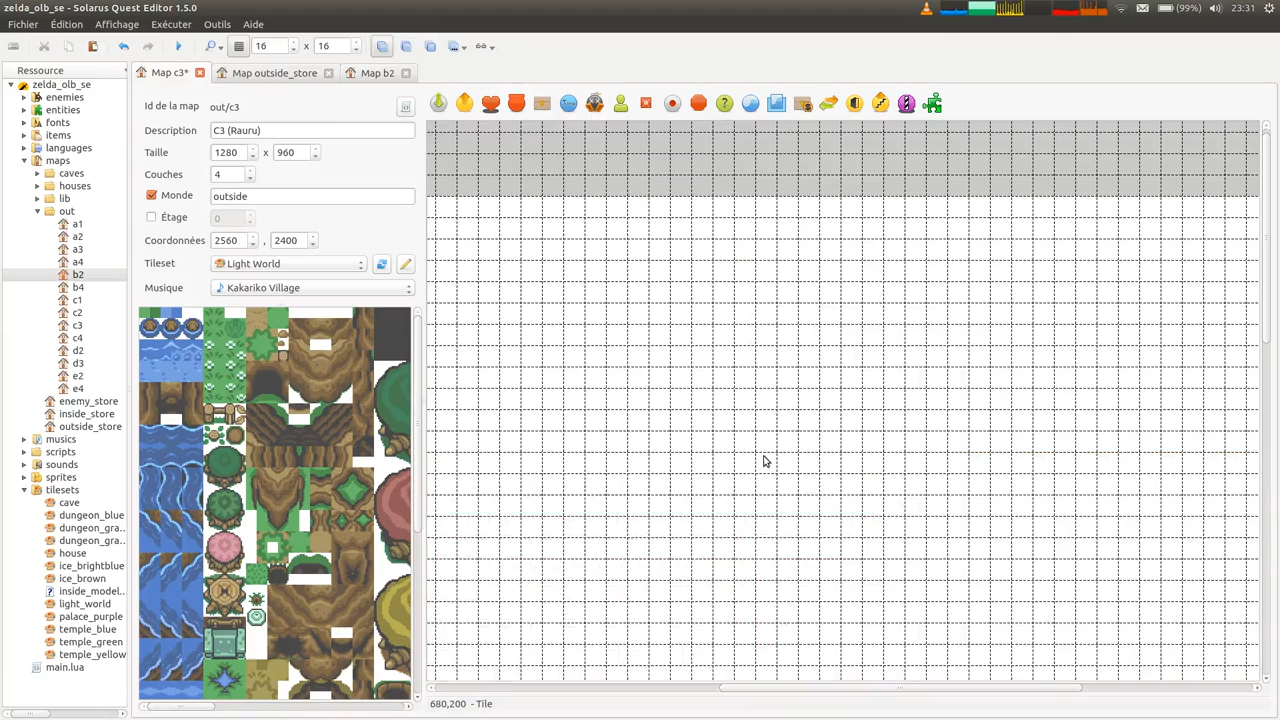 zelda_olb_se - Solarus Quest Editor 1.5.0
(99%)
23:31
Fichier Édition Affichage Exécuter Outils Aide
16 x 16
Ressource
zelda_olb_se
enemies
entities
fonts
items
languages
maps
caves
houses
lib
out
a1
a2
a3
a4
b2
b4
c1
c2
c3
c4
d2
d3
e2
e4
enemy_store
inside_store
outside_store
musics
scripts
sounds
sprites
tilesets
cave
dungeon_blue
dungeon_gra...
dungeon_gra...
house
ice_brightblue
ice_brown
inside_model...
light_world
palace_purple
temple_blue
temple_green
temple_yellow
main.lua
Map c3* Map outside_store Map b2
Id de la map out/c3
Description C3 (Rauru)
Taille 1280 x 960
Couches 4
Monde outside
Étage 0
Coordonnées 2560 , 2400
Tileset Light World
Musique Kakariko Village
680,200 - Tile